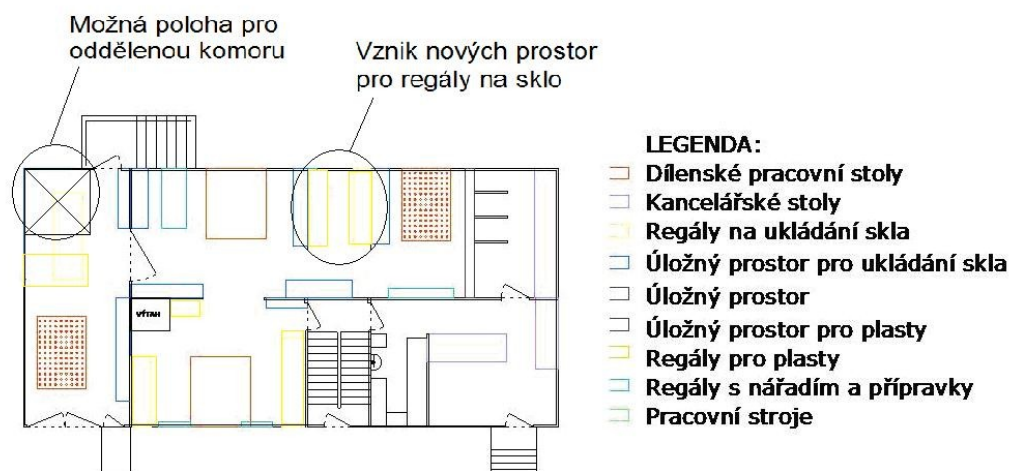 Možná poloha pro
oddělenou komoru
Vznik nových prostor
pro regály na sklo
VÝTAH
LEGENDA:
Dílenské pracovní stoly
Kancelářské stoly
Regály na ukládání skla
Úložný prostor pro ukládání skla
Úložný prostor
Úložný prostor pro plasty
Regály pro plasty
Regály s nářadím a přípravky
Pracovní stroje